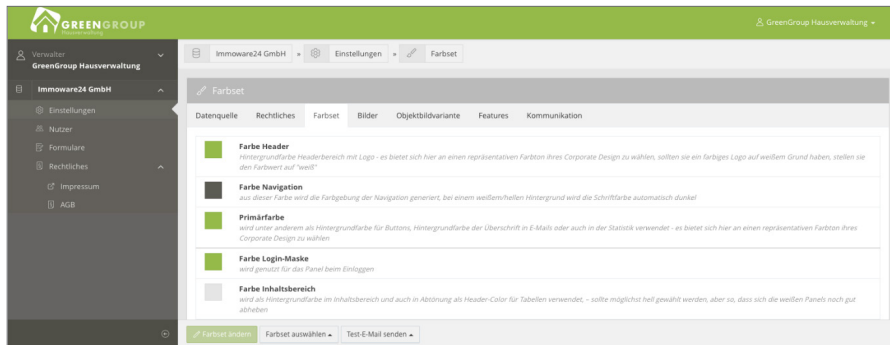 GREENGROUP
Hausverwaltung
GreenGroup Hausverwaltung
Verwalter
GreenGroup Hausverwaltung
Immoware24 GmbH
Einstellungen
Nutzer
Formulare
Rechtliches
Impressum
AGB
Immoware24 GmbH » Einstellungen » Farbset
Farbset
Datenquelle Rechtliches Farbset Bilder Objektbildvariante Features Kommunikation
Farbe Header
Hintergrundfarbe Headerbereich mit Logo - es bietet sich hier an einen repräsentativen Farbton ihres Corporate Design zu wählen, sollten sie ein farbiges Logo auf weißem Grund haben, stellen sie
den Farbwert auf "weiß"
Farbe Navigation
aus dieser Farbe wird die Farbgebung der Navigation generiert, bei einem weißem/hellen Hintergrund wird die Schriftfarbe automatisch dunkel
Primärfarbe
wird unter anderem als Hintergrundfarbe für Buttons, Hintergrundfarbe der Überschrift in E-Mails oder auch in der Statistik verwendet - es bietet sich hier an einen repräsentativen Farbton ihres
Corporate Design zu wählen
Farbe Login-Maske
wird genutzt für das Panel beim Einloggen
Farbe Inhaltsbereich
wird als Hintergrundfarbe im Inhaltsbereich und auch in Abtönung als Header-Color für Tabellen verwendet, – sollte möglichst hell gewählt werden, aber so, dass sich die weißen Panels noch gut
abheben
Farbset ändern Farbset auswählen Test-E-Mail senden